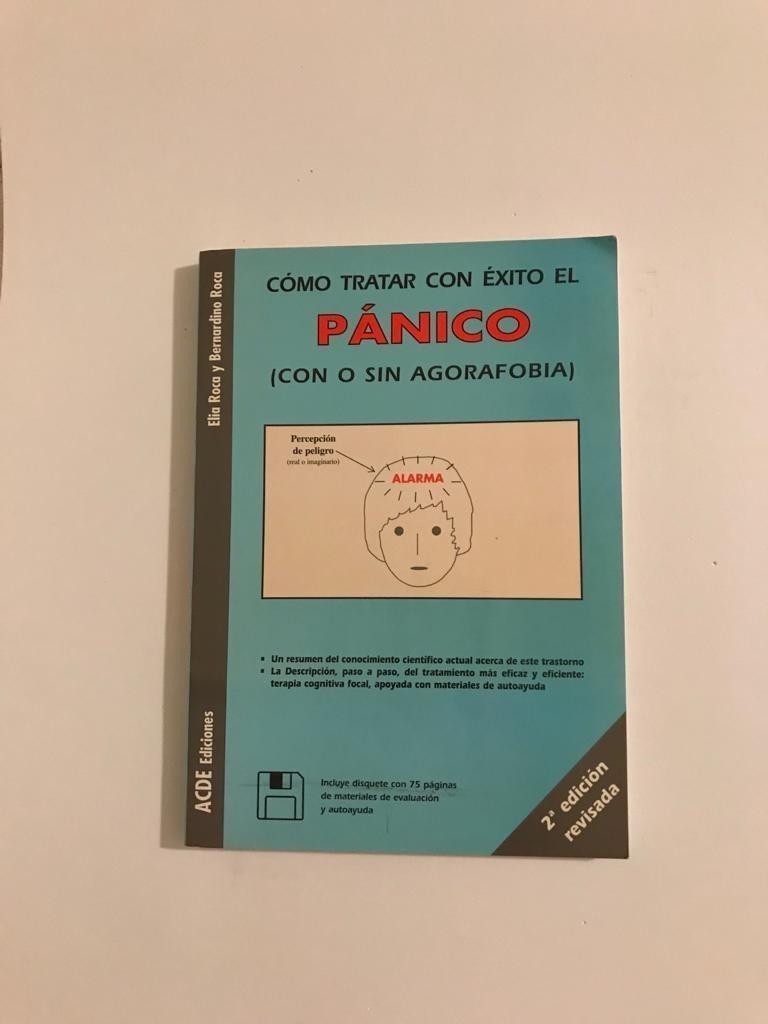 Elia Roca y Bernardino Roca
ACDE Ediciones
CÓMO TRATAR CON ÉXITO EL
PÁNICO
(CON O SIN AGORAFOBIA)
Percepción
de peligro
(real o imaginario)
ALARMA
▪ Un resumen del conocimiento científico actual acerca de este trastorno
▪ La Descripción, paso a paso, del tratamiento más eficaz y eficiente:
terapia cognitiva focal, apoyada con materiales de autoayuda
Incluye disquete con 75 páginas
de materiales de evaluación
y autoayuda
2ª edición
revisada